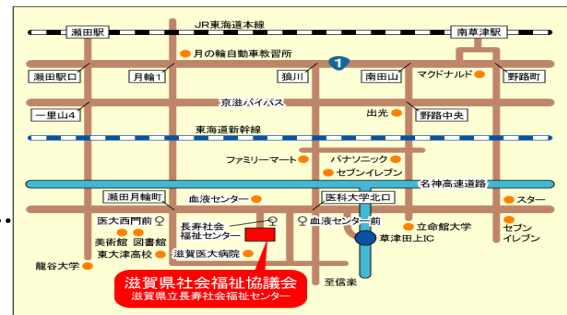 瀬田駅
JR東海道本線
南草津駅
月の輪自動車教習所
瀬田駅口
月輪1
狼川
1
南田山
マクドナルド
野路町
一里山4
京滋バイパス
出光
野路中央
東海道新幹線
ファミリーマート
パナソニック
セブンイレブン
名神高速道路
瀬田月輪町
血液センター
医科大学北口
スター
医大西門前
長寿社会
福祉センター
血液センター前
立命館大学
セブン
イレブン
美術館
図書館
東大津高校
滋賀医大病院
草津田上IC
龍谷大学
滋賀県社会福祉協議会
滋賀県立長寿社会福祉センター
至信楽